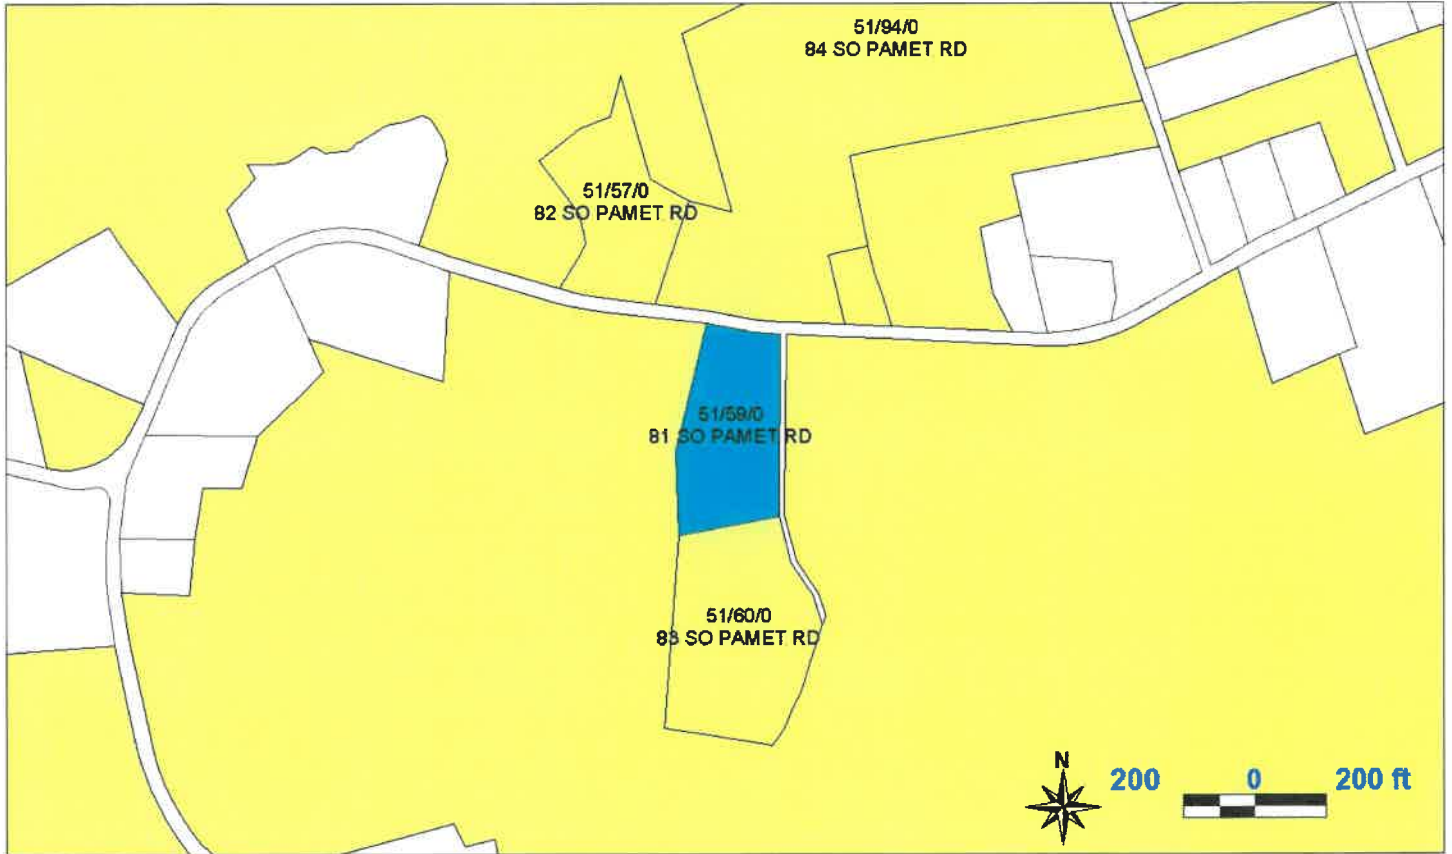 51/94/0
84 SO PAMET RD
51/57/0
82 SO PAMET RD
51/59/0
81 SO PAMET RD
51/60/0
83 SO PAMET RD
N
200 0 200 ft